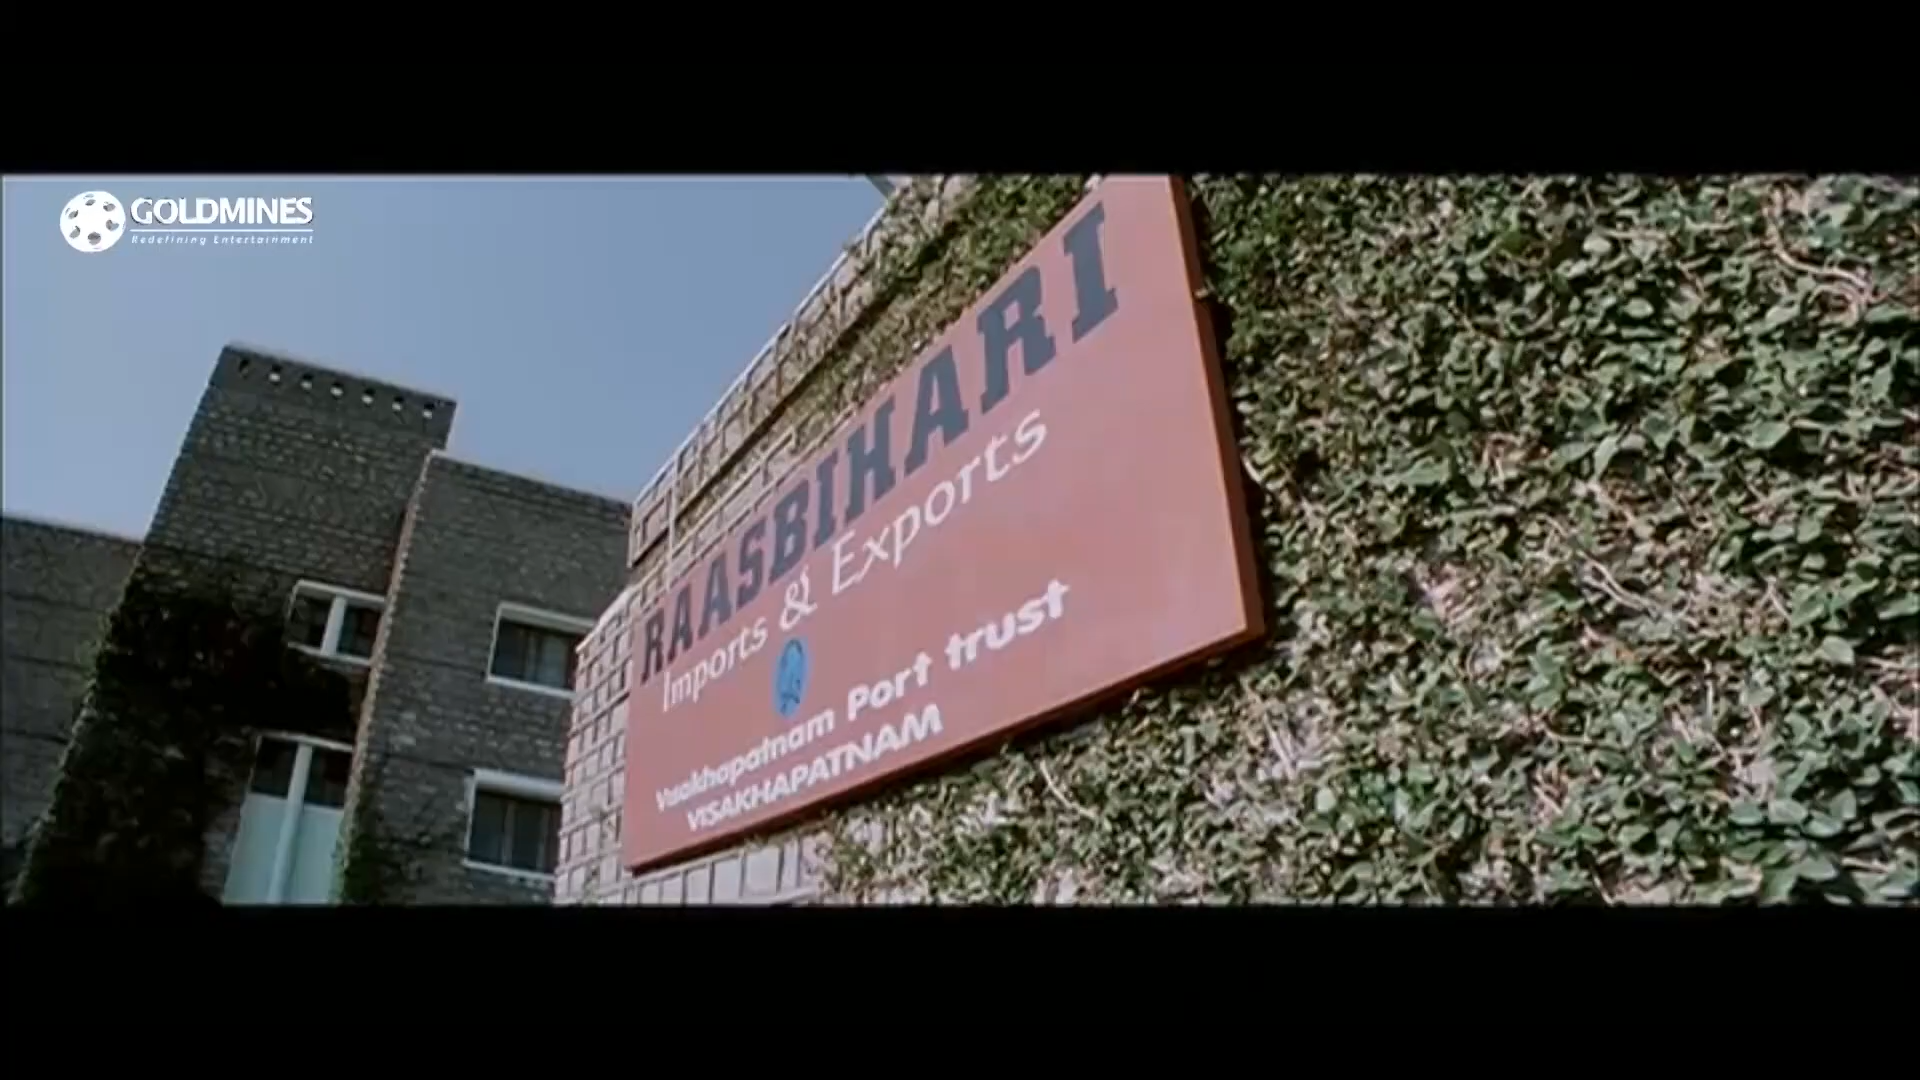 GOLDMINES
Redefining Entertainment
RAASBIHARI
Imports & Exports
Visakhapatnam Port trust
VISAKHAPATNAM